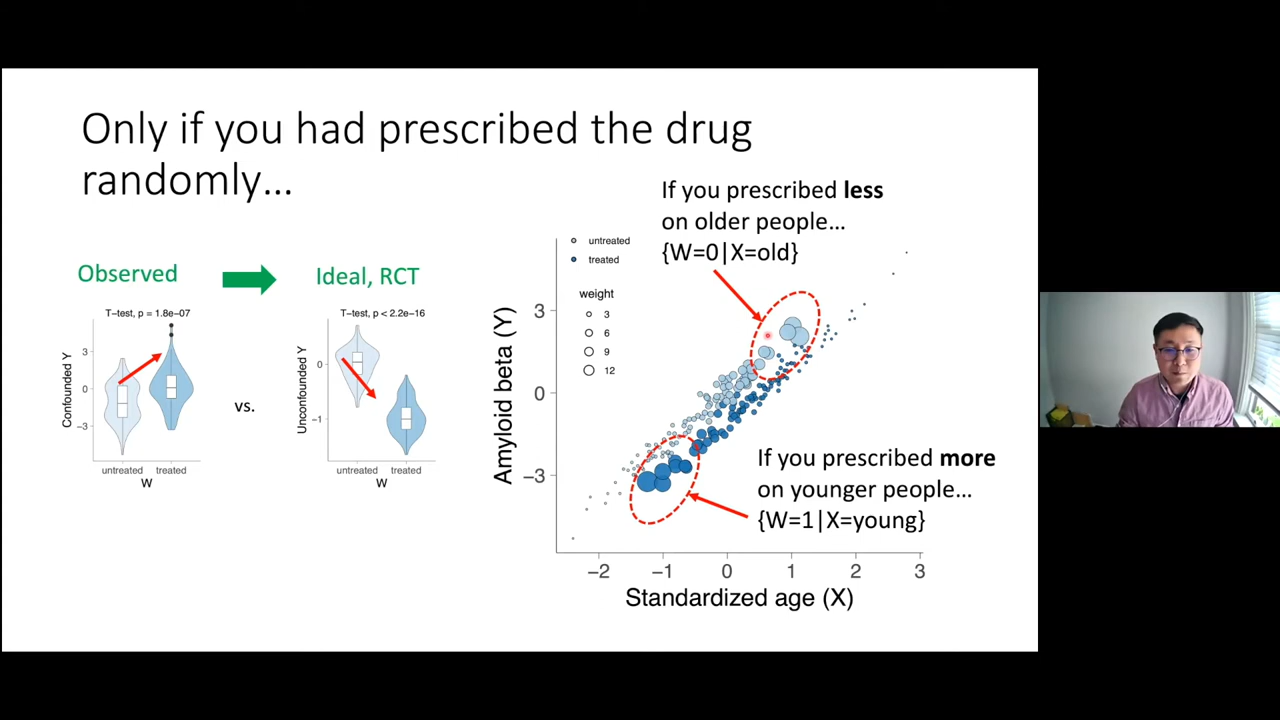 Only if you had prescribed the drug
randomly...
If you prescribed less
on older people...
{W=0|X=old}
Observed
Ideal, RCT
T-test, p = 1.8e-07
Confounded Y
3
0
−3
untreated
treated
W
vs.
T-test, p < 2.2e-16
Unconfounded Y
0
−1
untreated
treated
W
untreated
treated
weight
3
6
9
12
Amyloid beta (Y)
3
0
−3
−2
−1
0
1
2
3
Standardized age (X)
If you prescribed more
on younger people...
{W=1|X=young}